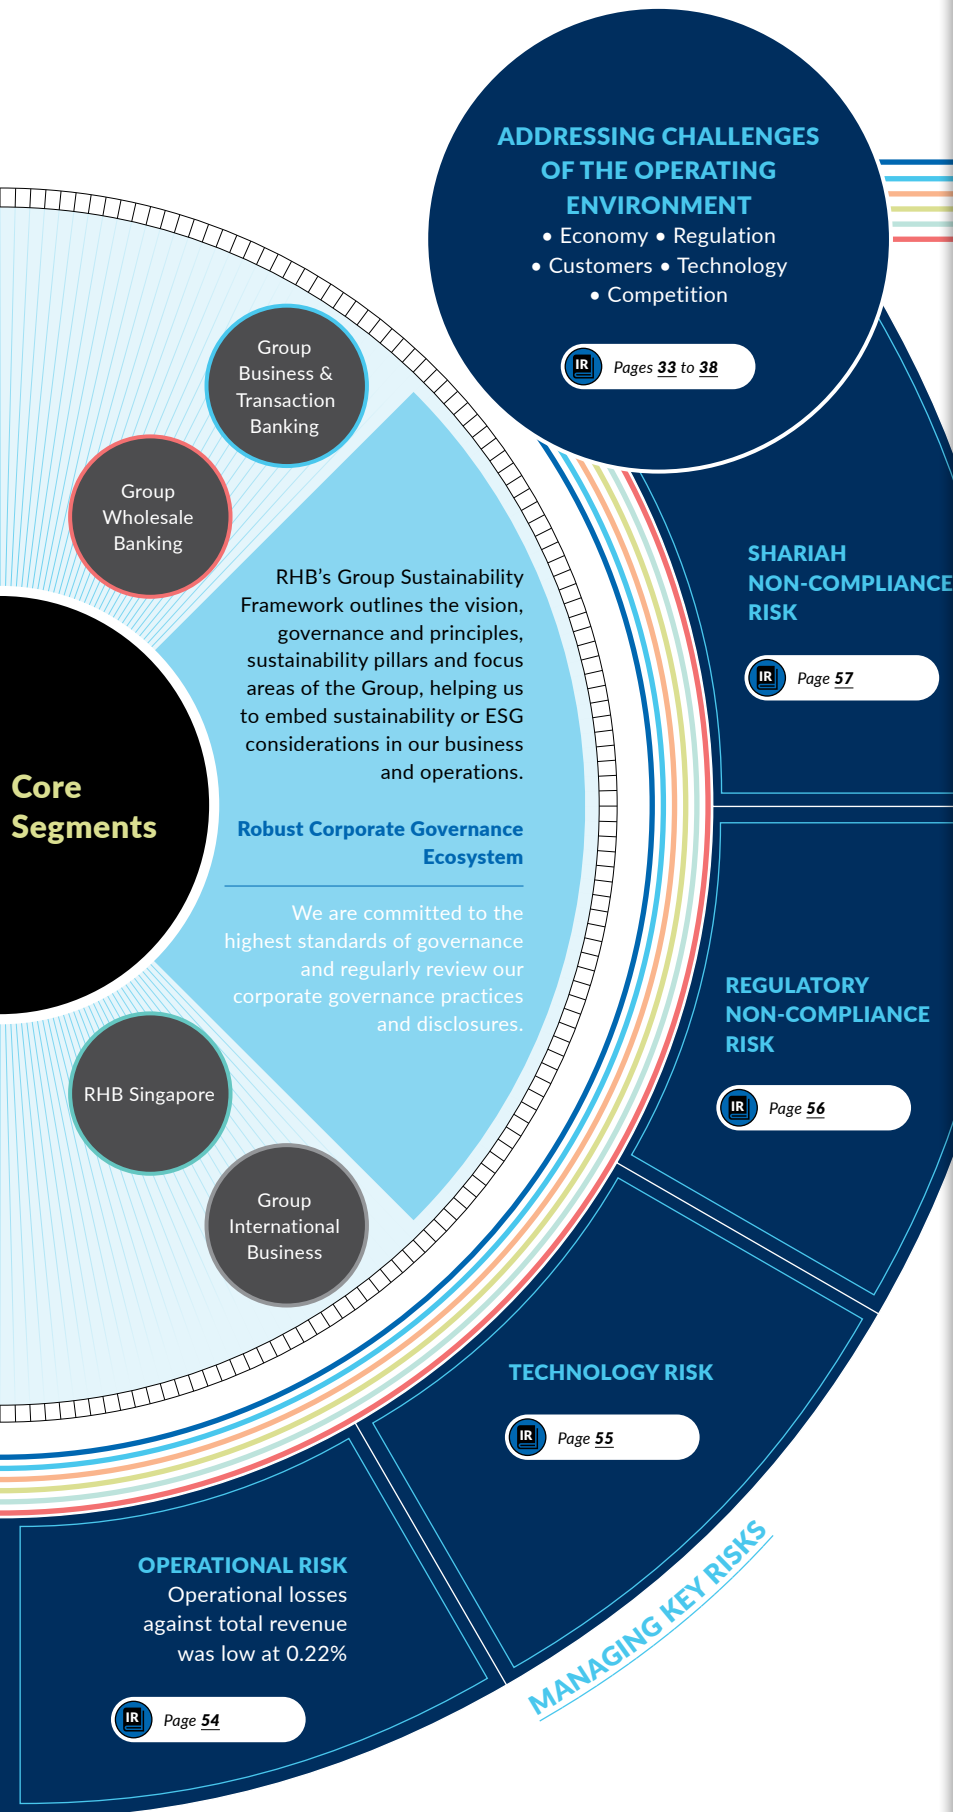 ADDRESSING CHALLENGES
OF THE OPERATING
ENVIRONMENT
• Economy • Regulation
• Customers • Technology
• Competition
IR Pages 33 to 38
Group
Business &
Transaction
Banking
Group
Wholesale
Banking
RHB’s Group Sustainability
Framework outlines the vision,
governance and principles,
sustainability pillars and focus
areas of the Group, helping us
to embed sustainability or ESG
considerations in our business
and operations.
Core
Segments
Robust Corporate Governance
Ecosystem
We are committed to the
highest standards of governance
and regularly review our
corporate governance practices
and disclosures.
RHB Singapore
Group
International
Business
SHARIAH
NON-COMPLIANCE
RISK
IR Page 57
REGULATORY
NON-COMPLIANCE
RISK
IR Page 56
TECHNOLOGY RISK
IR Page 55
OPERATIONAL RISK
Operational losses
against total revenue
was low at 0.22%
IR Page 54
MANAGING KEY RISKS